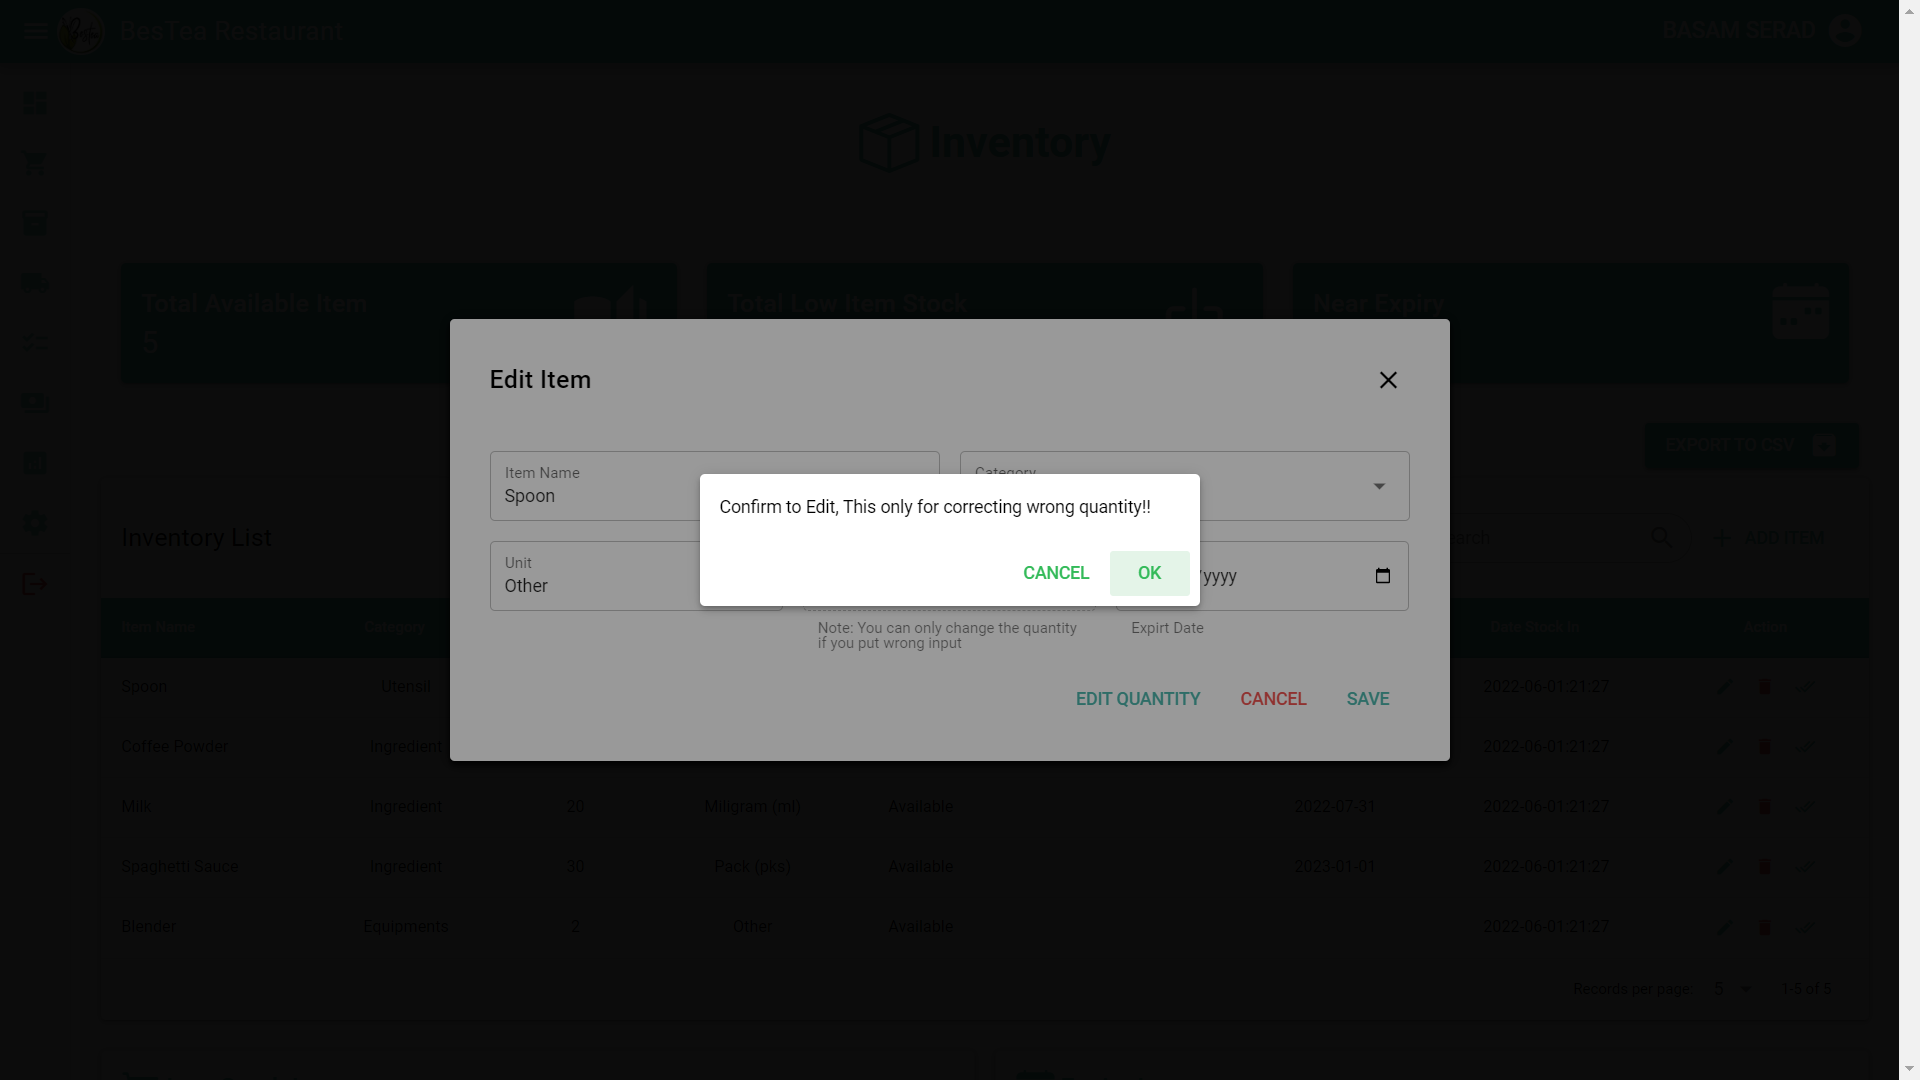 BesTea Restaurant
BASAM SERAD
Inventory
Total Available Item
5
Total Low Item Stock
Near Expiry
EXPORT TO CSV
Edit Item
Item Name
Spoon
Category
Confirm to Edit, This only for correcting wrong quantity!!
CANCEL
OK
Unit
Other
yyyy
Note: You can only change the quantity
if you put wrong input
Expirt Date
EDIT QUANTITY
CANCEL
SAVE
Inventory List
ADD ITEM
Item Name
Category
Date Stock In
Action
Spoon Utensil 2022-06-01:21:27
Coffee Powder Ingredient 2022-06-01:21:27
Milk Ingredient 20 Miligram (ml) Available 2022-07-31 2022-06-01:21:27
Spaghetti Sauce Ingredient 30 Pack (pks) Available 2023-01-01 2022-06-01:21:27
Blender Equipments 2 Other Available 2022-06-01:21:27
Records per page: 5 1-5 of 5